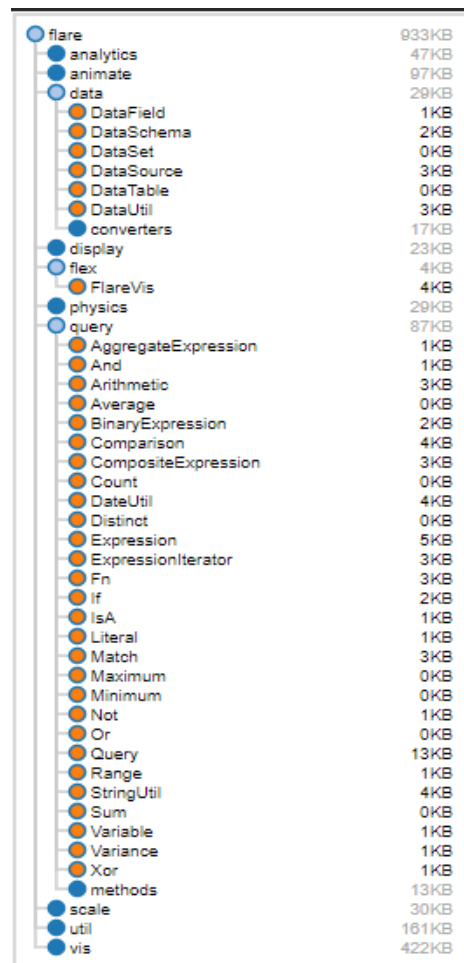 flare 933KB
analytics 47KB
animate 97KB
data 29KB
DataField 1KB
DataSchema 2KB
DataSet 0KB
DataSource 3KB
DataTable 0KB
DataUtil 3KB
converters 17KB
display 23KB
flex 4KB
FlareVis 4KB
physics 29KB
query 87KB
AggregateExpression 1KB
And 1KB
Arithmetic 3KB
Average 0KB
BinaryExpression 2KB
Comparison 4KB
CompositeExpression 3KB
Count 0KB
DateUtil 4KB
Distinct 0KB
Expression 5KB
ExpressionIterator 3KB
Fn 3KB
If 2KB
IsA 1KB
Literal 1KB
Match 3KB
Maximum 0KB
Minimum 0KB
Not 1KB
Or 0KB
Query 13KB
Range 1KB
StringUtil 4KB
Sum 0KB
Variable 1KB
Variance 1KB
Xor 1KB
methods 13KB
scale 30KB
util 161KB
vis 422KB